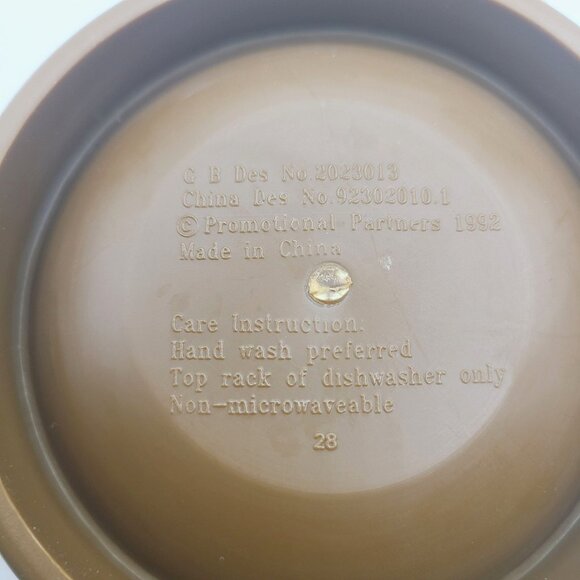 G B Des No.2023013
China Des No.92302010.1
© Promotional Partners 1992
Made in China
Care Instruction:
Hand wash preferred
Top rack of dishwasher only
Non-microwaveable
28